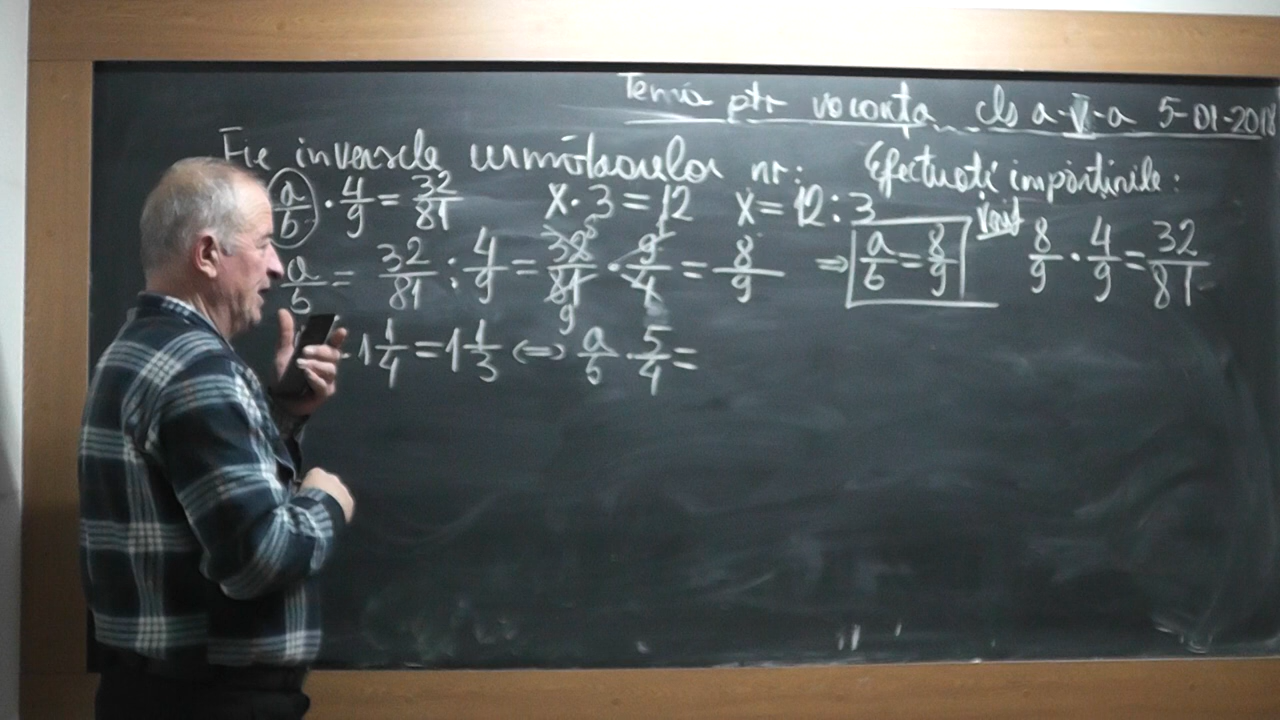 Tema ptr vacanța cls a-V-a 5-01-2018
Fie inversele următoarelor nr:
Efectuați împărțirile:
a/b · 4/9 = 32/81   x · 3 = 12   x = 12 : 3
a/b = 32/81 : 4/9 = 32/81 · 9/4 = 8/9 ⇒ a/b = 8/9
Verif 8/9 · 4/9 = 32/81
· 1 1/4 = 1 1/3 ⇔ a/b · 5/4 =